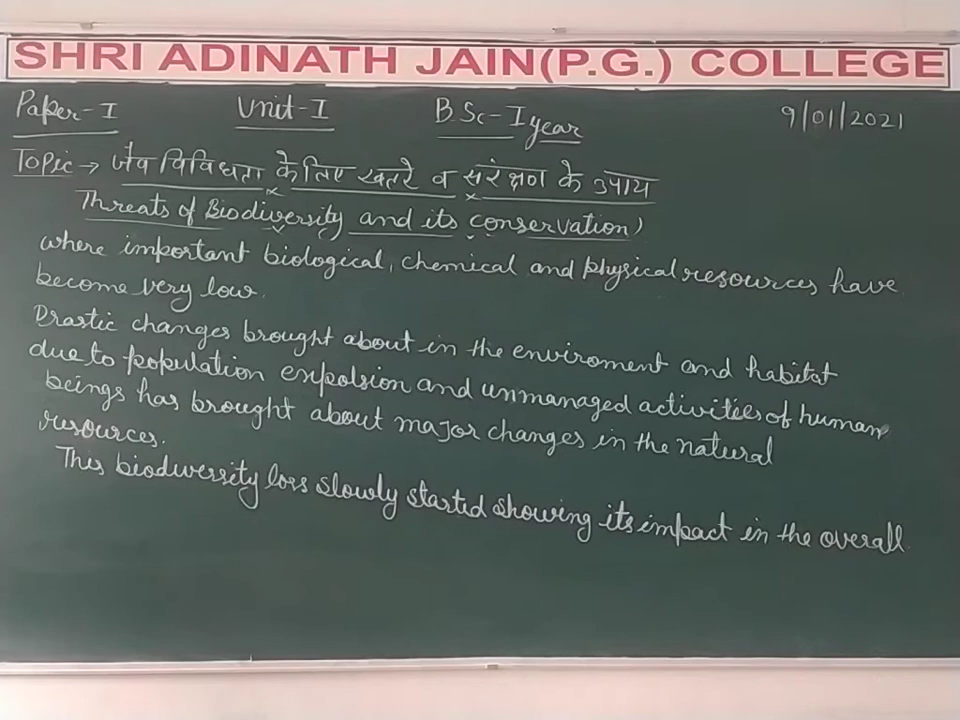 SHRI ADINATH JAIN(P.G.) COLLEGE
Paper-I Unit-I B.Sc-I year 9/01/2021
Topic → जैव विविधता के लिए खतरे व संरक्षण के उपाय
Threats of Biodiversity and its conservation)
where important biological, chemical and physical resources have
become very low.
Drastic changes brought about in the enviroment and habitat
due to population expolsion and unmanaged activities of human
beings has brought about major changes in the natural
resources.
This biodiversity loss slowly started showing its impact in the overall